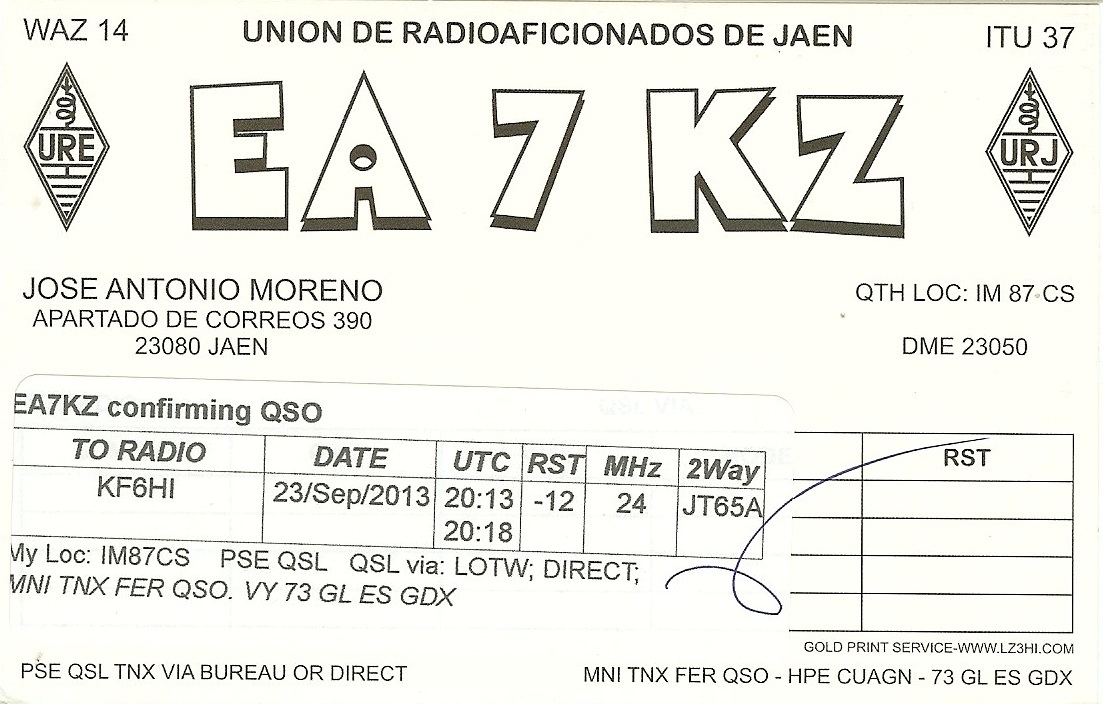 WAZ 14
UNION DE RADIOAFICIONADOS DE JAEN
ITU 37
URE
EA7KZ
URJ
JOSE ANTONIO MORENO
APARTADO DE CORREOS 390
23080 JAEN
QTH LOC: IM 87 CS
DME 23050
EA7KZ confirming QSO
TO RADIO DATE UTC RST MHz 2Way
KF6HI 23/Sep/2013 20:13 -12 24 JT65A
20:18
My Loc: IM87CS PSE QSL QSL via: LOTW; DIRECT;
MNI TNX FER QSO. VY 73 GL ES GDX
RST
GOLD PRINT SERVICE-WWW.LZ3HI.COM
PSE QSL TNX VIA BUREAU OR DIRECT
MNI TNX FER QSO - HPE CUAGN - 73 GL ES GDX